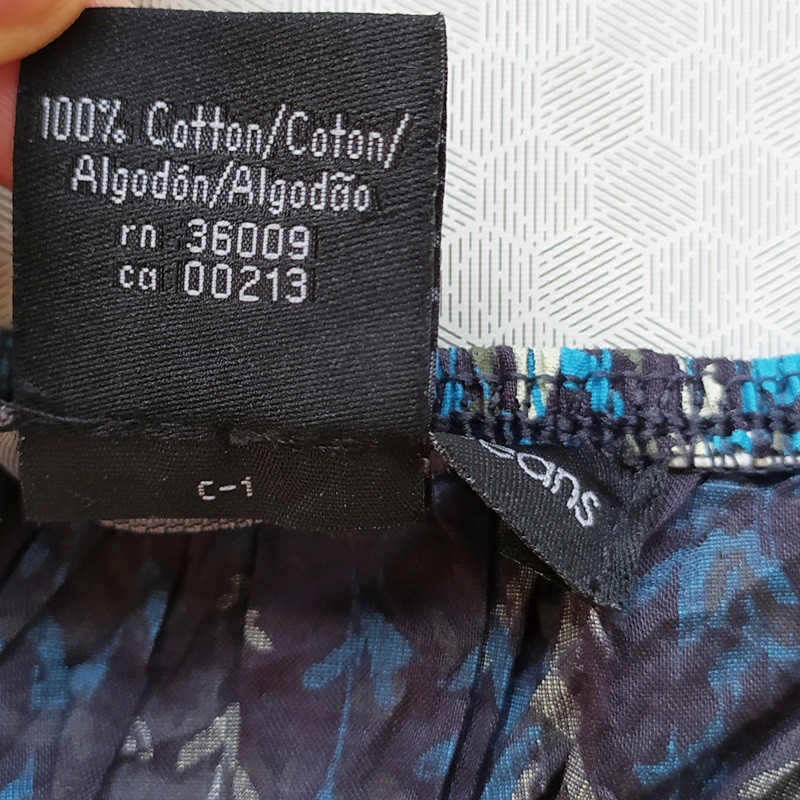 100% Cotton/Coton/
Algodón/Algodão
rn 36009
ca 00213
c-1